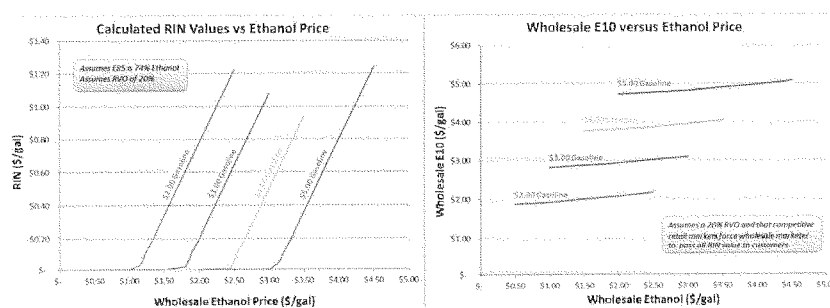 Calculated RIN Values vs Ethanol Price
RIN ($/gal)
$1.40
$1.20
$1.00
$0.80
$0.60
$0.40
$0.20
$-
Assumes E85 is 74% Ethanol
Assumes RVO of 20%
$2.00 Gasoline
$3.00 Gasoline
$5.00 Gasoline
$- $0.50 $1.00 $1.50 $2.00 $2.50 $3.00 $3.50 $4.00 $4.50 $5.00
Wholesale Ethanol Price ($/gal)
Wholesale E10 versus Ethanol Price
Wholesale E10 ($/gal)
$6.00
$5.00
$4.00
$3.00
$2.00
$1.00
$-
$5.00 Gasoline
$3.00 Gasoline
$2.00 Gasoline
Assumes a 20% RVO and that competitive
retail markets force wholesale marketer
to pass all RIN value to customers
$- $0.50 $1.00 $1.50 $2.00 $2.50 $3.00 $3.50 $4.00 $4.50 $5.00
Wholesale Ethanol ($/gal)